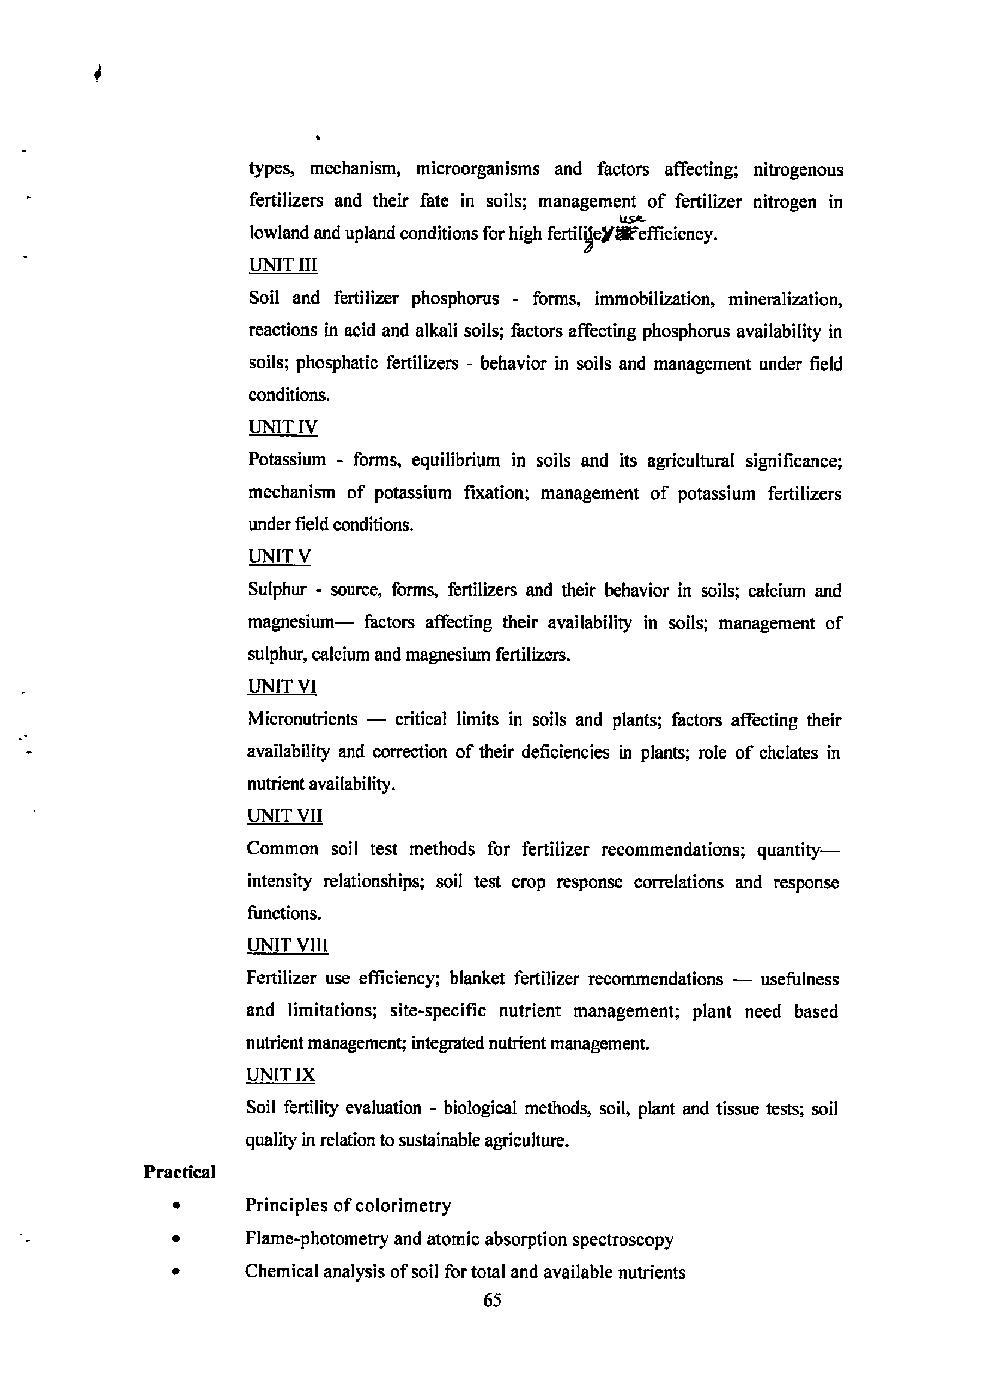 types, mechanism, microorganisms and factors affecting; nitrogenous
fertilizers and their fate in soils; management of fertilizer nitrogen in
use
lowland and upland conditions for high fertilizer efficiency.
UNIT III
Soil and fertilizer phosphorus - forms, immobilization, mineralization,
reactions in acid and alkali soils; factors affecting phosphorus availability in
soils; phosphatic fertilizers - behavior in soils and management under field
conditions.
UNIT IV
Potassium - forms, equilibrium in soils and its agricultural significance;
mechanism of potassium fixation; management of potassium fertilizers
under field conditions.
UNIT V
Sulphur - source, forms, fertilizers and their behavior in soils; calcium and
magnesium— factors affecting their availability in soils; management of
sulphur, calcium and magnesium fertilizers.
UNIT VI
Micronutrients — critical limits in soils and plants; factors affecting their
availability and correction of their deficiencies in plants; role of chelates in
nutrient availability.
UNIT VII
Common soil test methods for fertilizer recommendations; quantity—
intensity relationships; soil test crop response correlations and response
functions.
UNIT VIII
Fertilizer use efficiency; blanket fertilizer recommendations — usefulness
and limitations; site-specific nutrient management; plant need based
nutrient management; integrated nutrient management.
UNIT IX
Soil fertility evaluation - biological methods, soil, plant and tissue tests; soil
quality in relation to sustainable agriculture.
Practical
• Principles of colorimetry
• Flame-photometry and atomic absorption spectroscopy
• Chemical analysis of soil for total and available nutrients
65